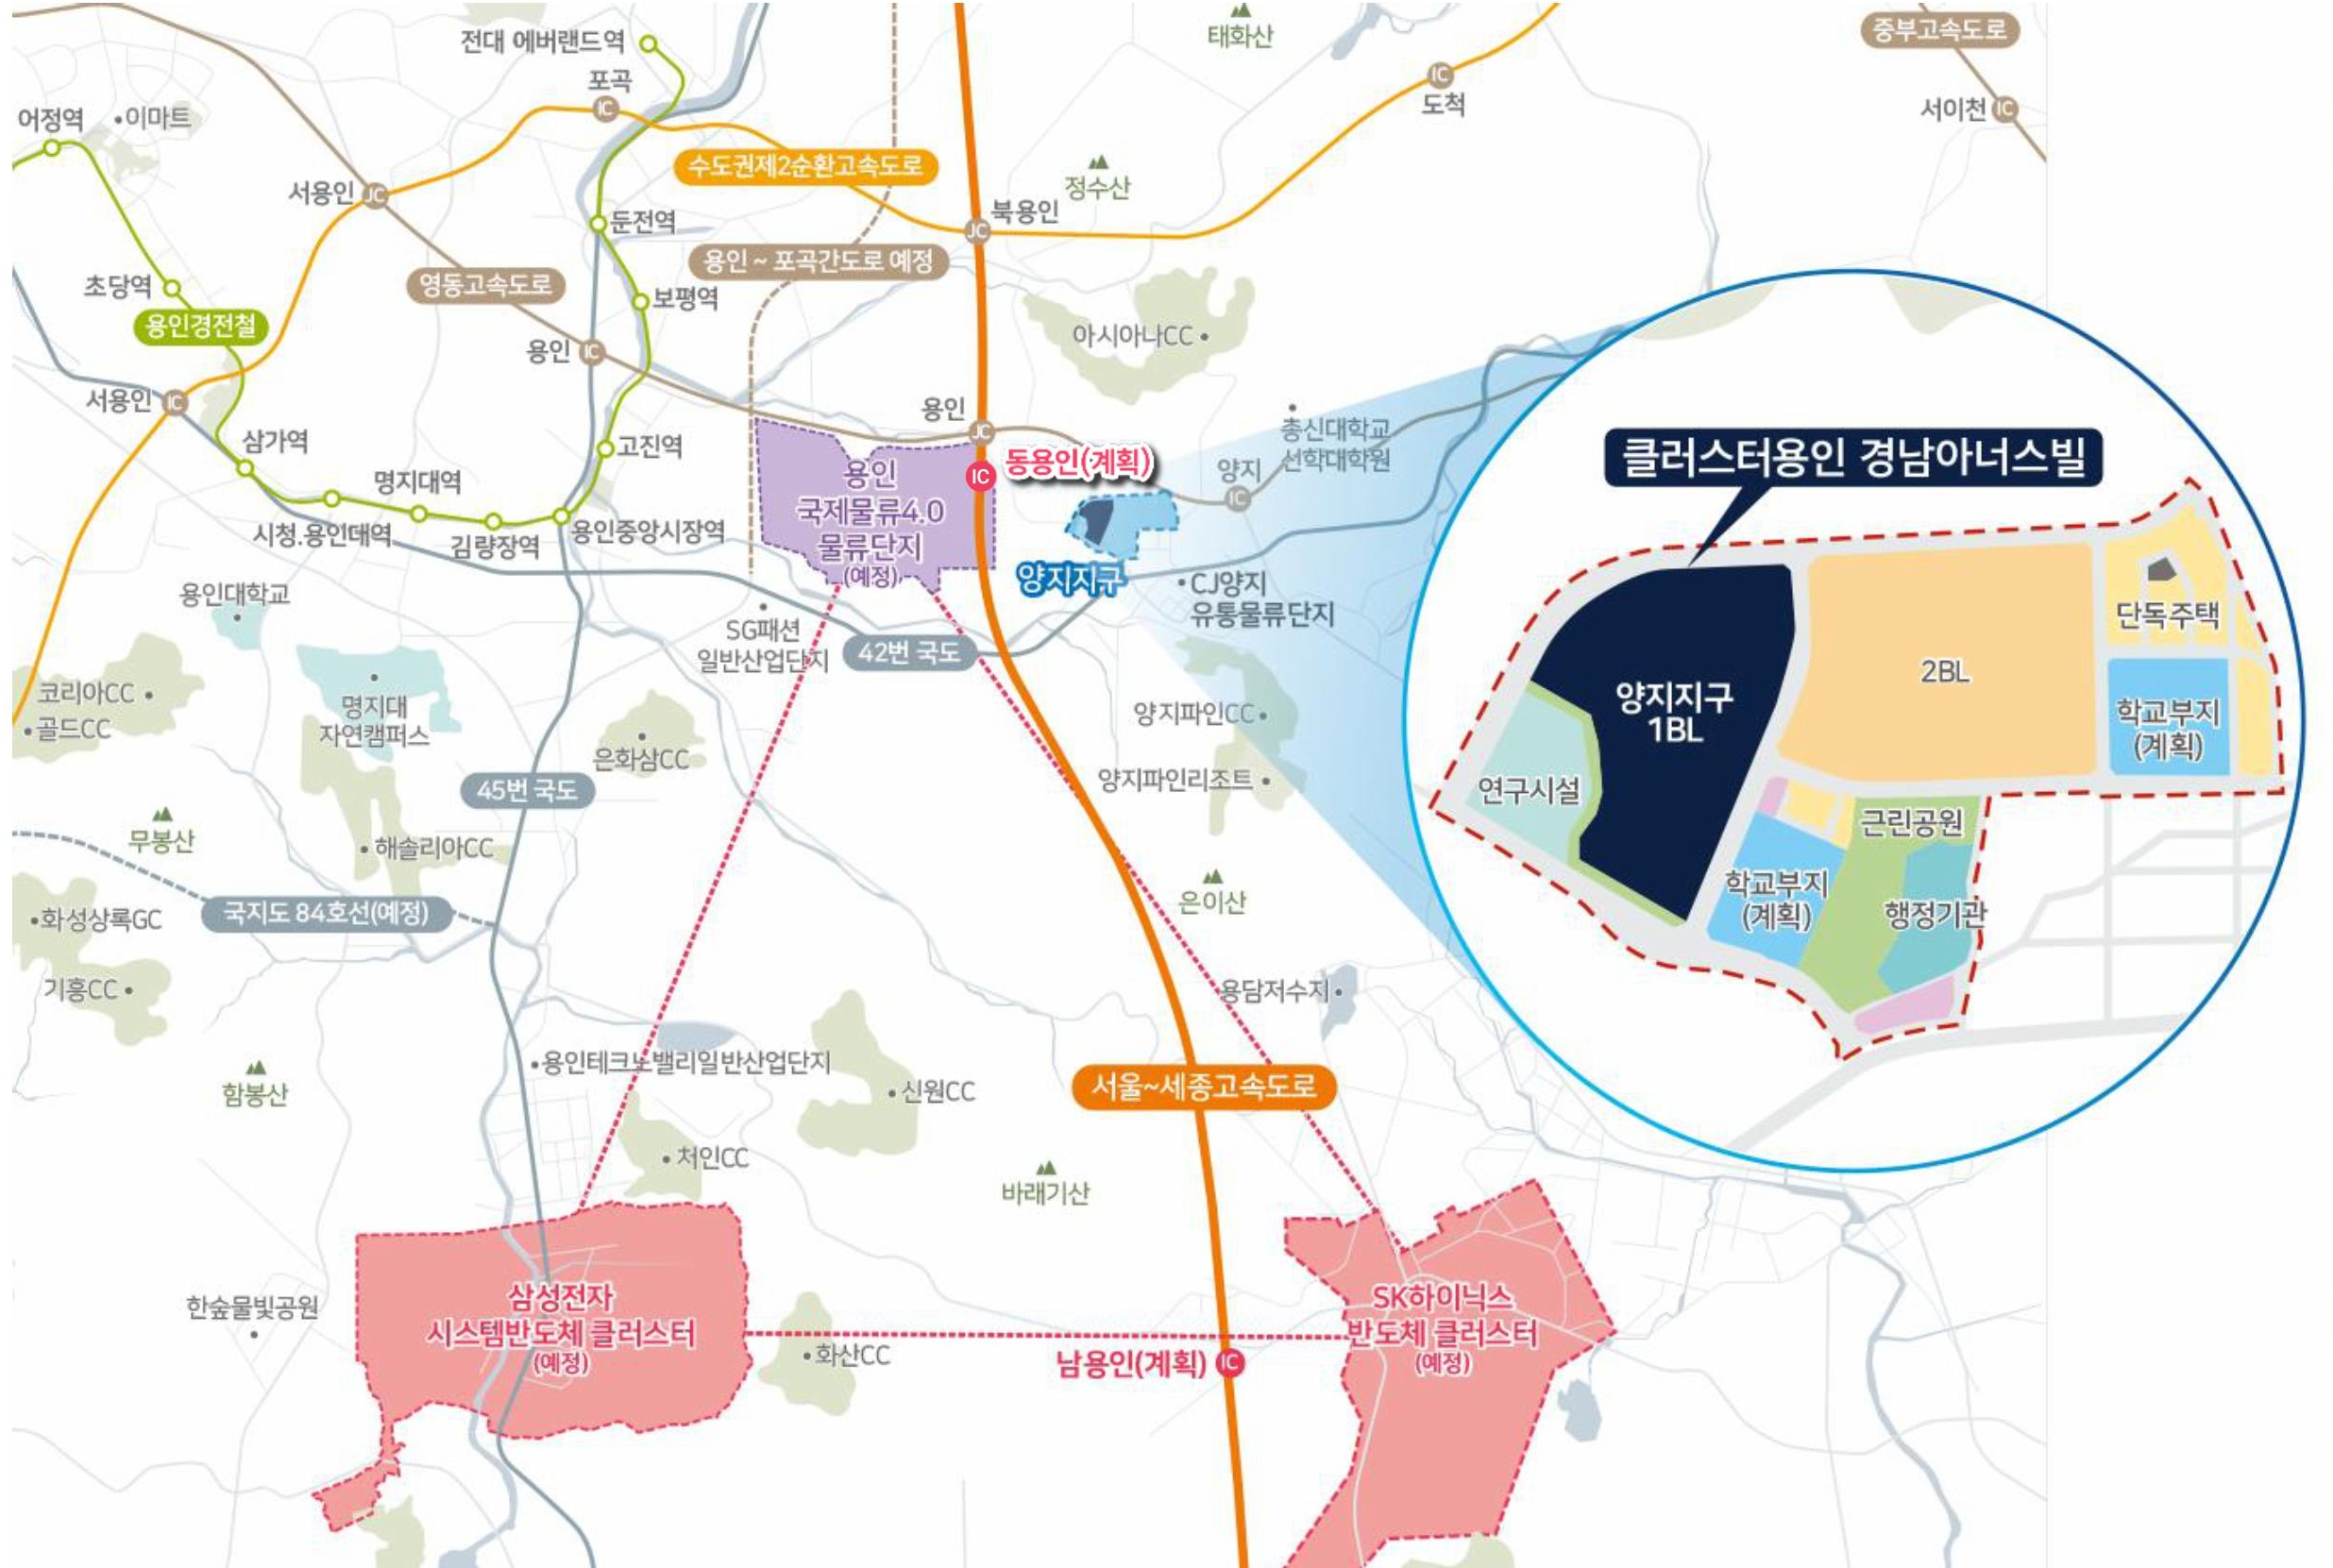 전대 에버랜드역
포곡
IC
태화산
중부고속도로
IC
도척
서이천 IC
어정역
이마트
수도권제2순환고속도로
정수산
서용인 JC
북용인
JC
둔전역
용인 ~ 포곡간도로 예정
영동고속도로
초당역
보평역
용인경전철
아시아나CC
용인 IC
서용인 IC
용인
JC
총신대학교
선학대학원
삼가역
고진역
동용인(계획)
IC
양지
IC
명지대역
용인
국제물류4.0
물류단지
(예정)
시청.용인대역
김량장역
용인중앙시장역
양지지구
CJ양지
유통물류단지
용인대학교
SG패션
일반산업단지
42번 국도
코리아CC
골드CC
명지대
자연캠퍼스
은화삼CC
양지파인CC
양지파인리조트
45번 국도
무봉산
해솔리아CC
은이산
화성상록GC
국지도 84호선(예정)
기흥CC
용담저수지
용인테크노밸리일반산업단지
함봉산
신원CC
서울~세종고속도로
처인CC
바래기산
삼성전자
시스템반도체 클러스터
(예정)
한숲물빛공원
화산CC
남용인(계획) IC
SK하이닉스
반도체 클러스터
(예정)
클러스터용인 경남아너스빌
단독주택
2BL
양지지구
1BL
학교부지
(계획)
연구시설
근린공원
학교부지
(계획)
행정기관